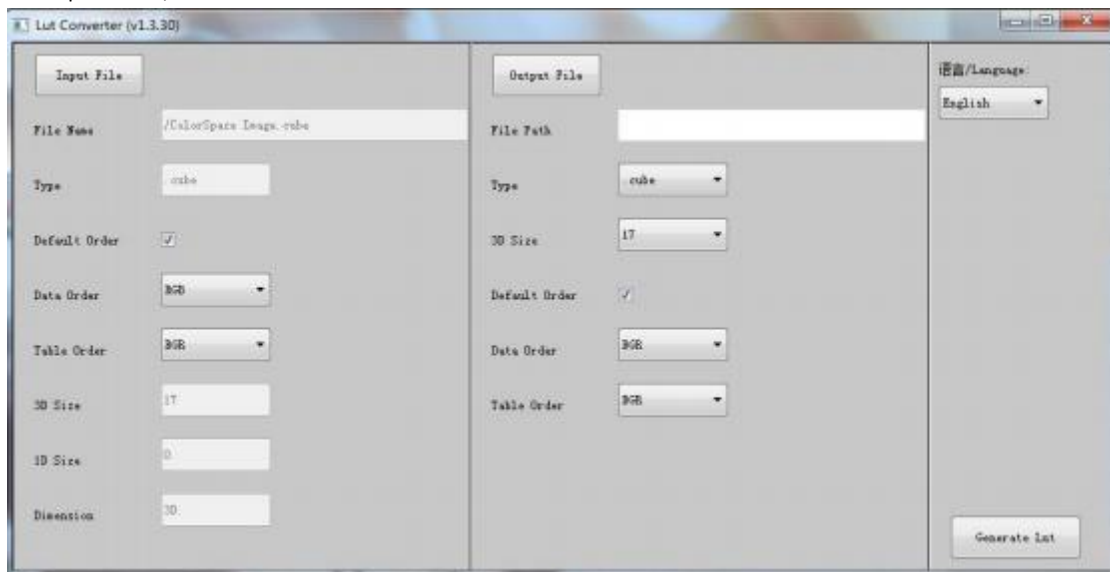 Lut Converter (v1.3.30)
Input File
File Name
/ColorSpace Image.cube
Type
.cube
Default Order
Data Order
Table Order
BGR
3D Size
17
1D Size
0
Dimension
3D
Output File
File Path
Type
.cube
3D Size
17
Default Order
Data Order
BGR
Table Order
BGR
语言/Language:
English
Generate Lut